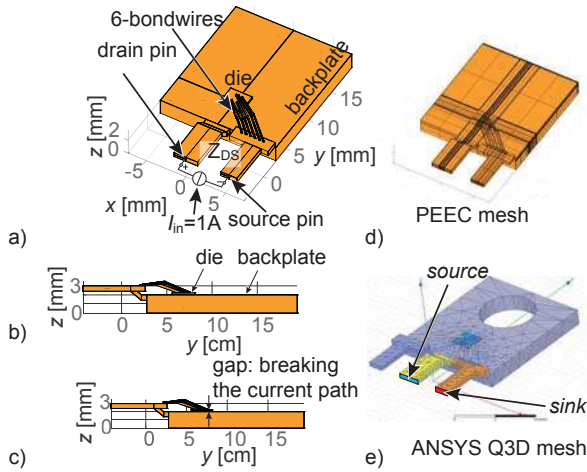 6-bondwires
drain pin
die
backplate
z [mm]
2
0
Z_DS
-5
0
5
x [mm]
0
5
10
15
y [mm]
I_in=1A
source pin
a)
PEEC mesh
d)
die
backplate
z [mm]
3
0
0
5
10
15
y [cm]
b)
gap: breaking
the current path
z [mm]
3
0
0
5
10
15
y [cm]
c)
source
sink
e)
ANSYS Q3D mesh